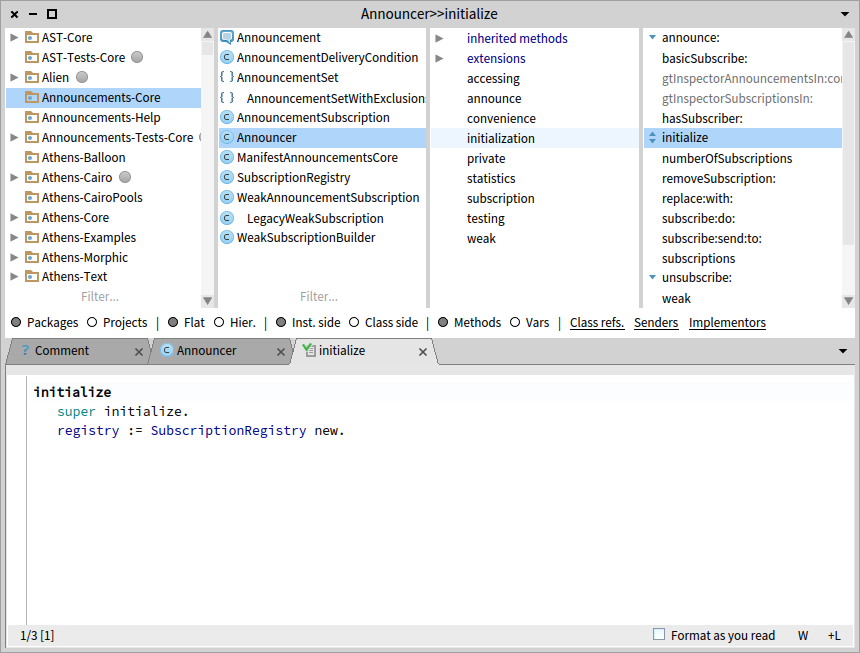 Announcer>>initialize
AST-Core
AST-Tests-Core
Alien
Announcements-Core
Announcements-Help
Announcements-Tests-Core
Athens-Balloon
Athens-Cairo
Athens-CairoPools
Athens-Core
Athens-Examples
Athens-Morphic
Athens-Text
Filter...
Announcement
AnnouncementDeliveryCondition
{ } AnnouncementSet
{ } AnnouncementSetWithExclusion
AnnouncementSubscription
Announcer
ManifestAnnouncementsCore
SubscriptionRegistry
WeakAnnouncementSubscription
LegacyWeakSubscription
WeakSubscriptionBuilder
Filter...
inherited methods
extensions
accessing
announce
convenience
initialization
private
statistics
subscription
testing
weak
announce:
basicSubscribe:
gtInspectorAnnouncementsIn:co
gtInspectorSubscriptionsIn:
hasSubscriber:
initialize
numberOfSubscriptions
removeSubscription:
replace:with:
subscribe:do:
subscribe:send:to:
subscriptions
unsubscribe:
weak
Packages Projects | Flat Hier. | Inst. side Class side | Methods Vars | Class refs. Senders Implementors
? Comment × C Announcer × initialize ×
initialize
super initialize.
registry := SubscriptionRegistry new.
1/3 [1] Format as you read W +L